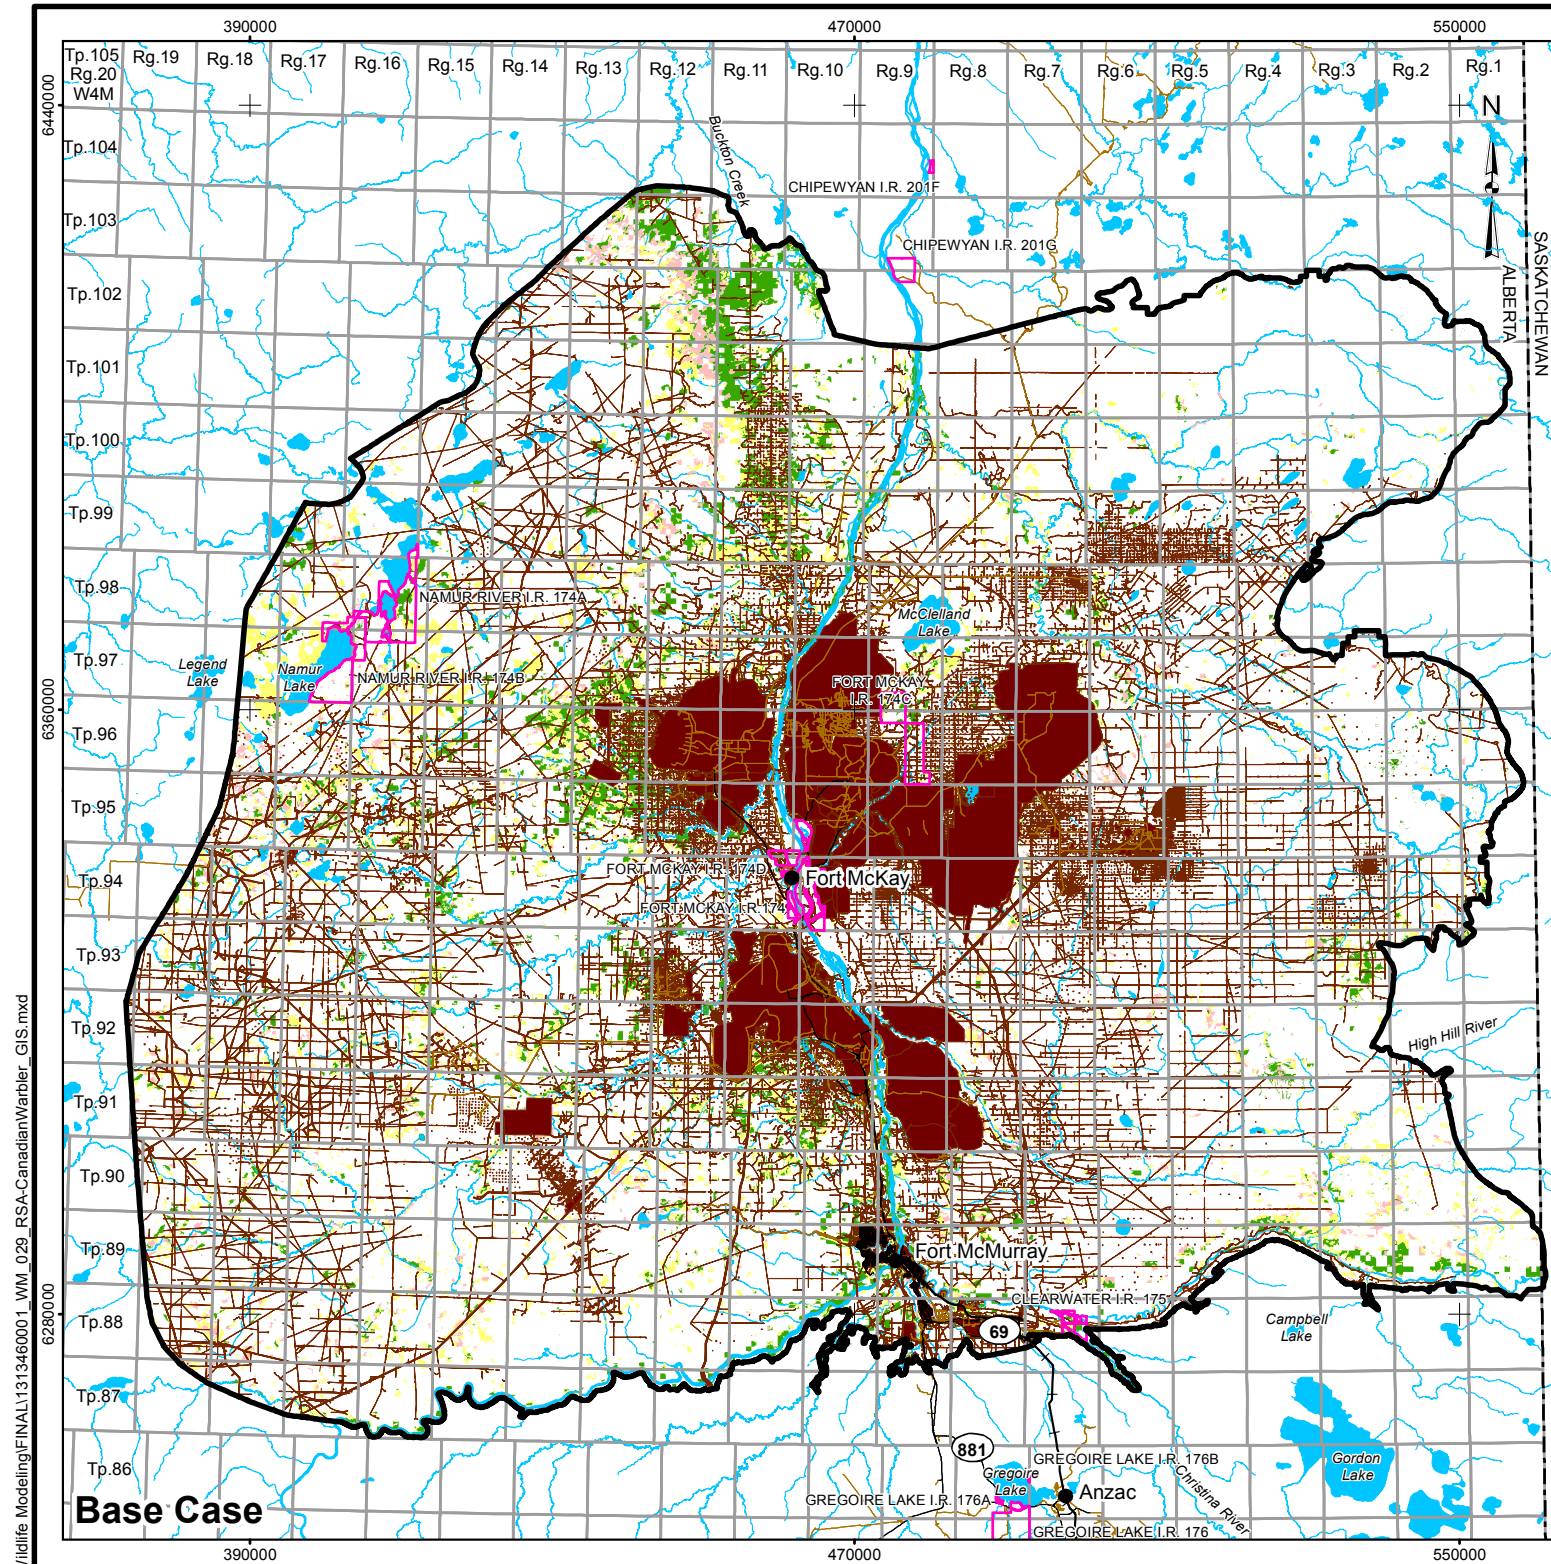 390000
470000
550000
Tp.105
Rg.20
W4M
Rg.19
Rg.18
Rg.17
Rg.16
Rg.15
Rg.14
Rg.13
Rg.12
Rg.11
Rg.10
Rg.9
Rg.8
Rg.7
Rg.6
Rg.5
Rg.4
Rg.3
Rg.2
Rg.1
6440000
N
Tp.104
Buckton Creek
CHIPEWYAN I.R. 201F
Tp.103
CHIPEWYAN I.R. 201G
SASKATCHEWAN
ALBERTA
Tp.102
Tp.101
Tp.100
Tp.99
Tp.98
NAMUR RIVER I.R. 174A
McClelland
Lake
Tp.97
Legend
Lake
Namur
Lake
NAMUR RIVER I.R. 174B
FORT MCKAY
I.R. 174C
6360000
Tp.96
Tp.95
Tp.94
FORT MCKAY I.R. 174D
Fort McKay
FORT MCKAY I.R. 174
Tp.93
Tp.92
High Hill River
Tp.91
Tp.90
Tp.89
Fort McMurray
CLEARWATER I.R. 175
6280000
Tp.88
69
Campbell
Lake
Tp.87
881
GREGOIRE LAKE I.R. 176B
Gregoire
Lake
Gordon
Lake
Christina River
Tp.86
Anzac
GREGOIRE LAKE I.R. 176A
GREGOIRE LAKE I.R. 176
Base Case
390000
470000
550000
ildlife Modeling\FINAL\1313460001_WM_029_RSA-CanadianWarbler_GIS.mxd